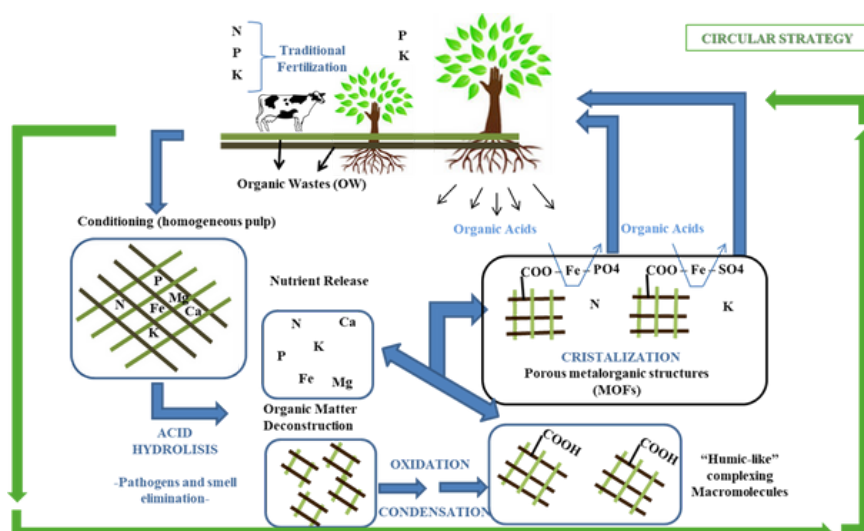 N
P
K
Traditional
Fertilization
P
K
CIRCULAR STRATEGY
Organic Wastes (OW)
Conditioning (homogeneous pulp)
P
N
Mg
Fe
Ca
K
Nutrient Release
N
Ca
K
P
Fe
Mg
Organic Acids
Organic Acids
COO - Fe - PO4
COO - Fe - SO4
N
K
CRISTALIZATION
Porous metalorganic structures
(MOFs)
ACID
HYDROLISIS
-Pathogens and smell
elimination-
Organic Matter
Deconstruction
OXIDATION
CONDENSATION
COOH
COOH
“Humic-like”
complexing
Macromolecules